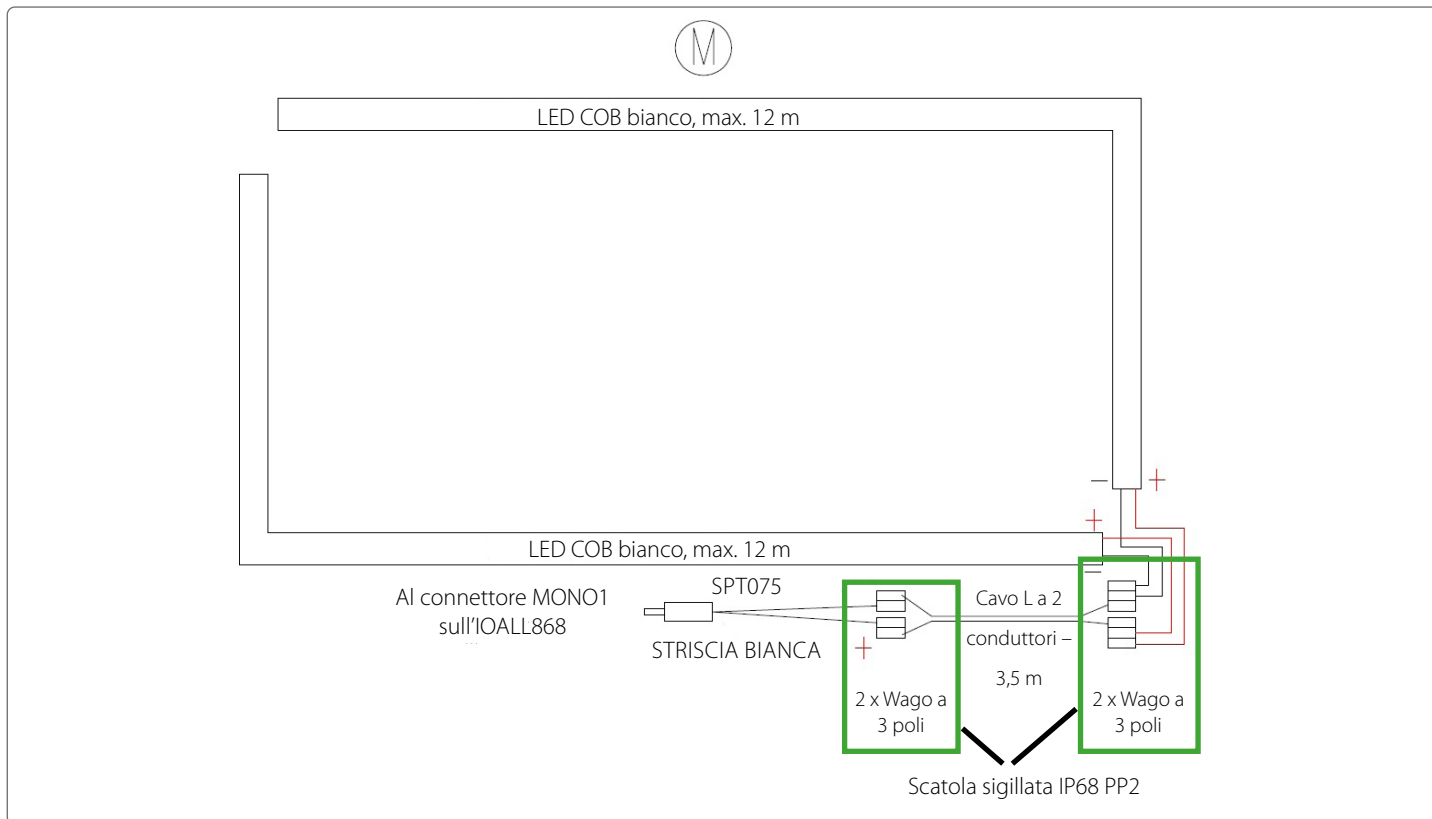 M
LED COB bianco, max. 12 m
− +
+
LED COB bianco, max. 12 m
−
Al connettore MONO1
sull'IOALL868
SPT075
STRISCIA BIANCA
+
Cavo L a 2
conduttori –
3,5 m
2 x Wago a
3 poli
2 x Wago a
3 poli
Scatola sigillata IP68 PP2